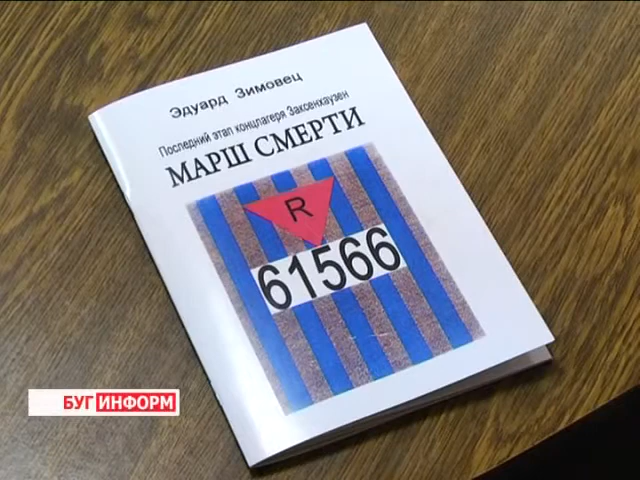 Эдуард Зимовец
Последний этап концлагеря Заксенхаузен
МАРШ СМЕРТИ
R
61566
БУГИНФОРМ